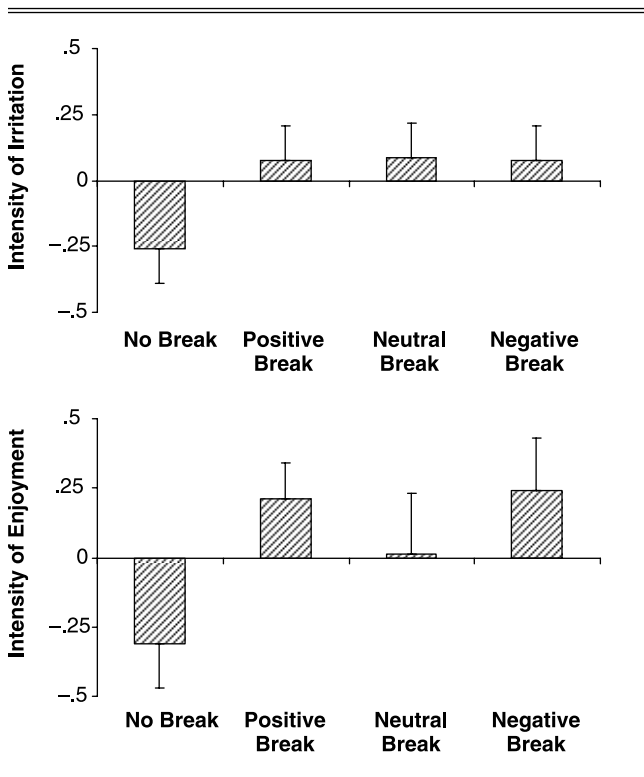 Intensity of Irritation
.5
.25
0
−.25
−.5
No Break
Positive Break
Neutral Break
Negative Break
Intensity of Enjoyment
.5
.25
0
−.25
−.5
No Break
Positive Break
Neutral Break
Negative Break